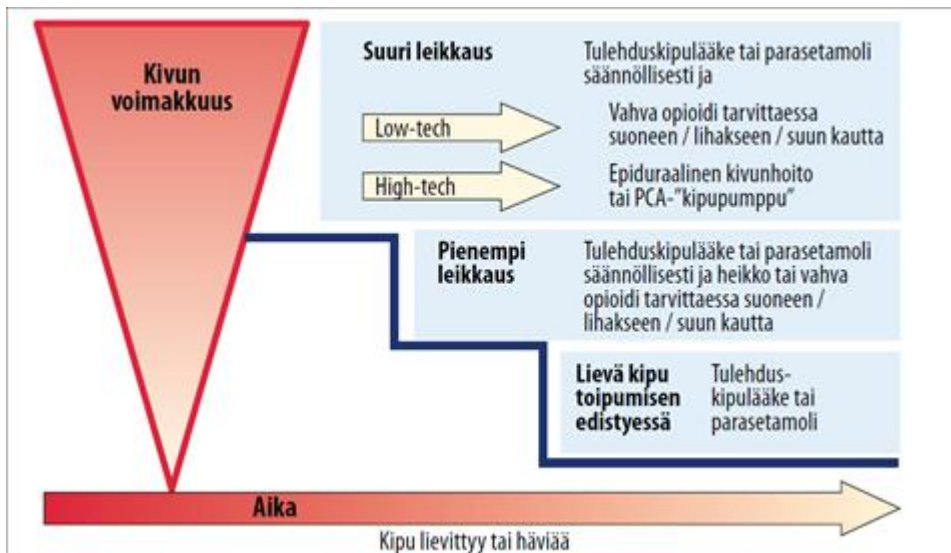 Kivun
voimakkuus
Suuri leikkaus
Tulehduskipulääke tai parasetamoli
säännöllisesti ja
Low-tech
Vahva opioidi tarvittaessa
suoneen / lihakseen / suun kautta
High-tech
Epiduraalinen kivunhoito
tai PCA-”kipupumppu”
Pienempi
leikkaus
Tulehduskipulääke tai parasetamoli
säännöllisesti ja heikko tai vahva
opioidi tarvittaessa suoneen /
lihakseen / suun kautta
Lievä kipu
toipumisen
edistyessä
Tulehdus-
kipulääke tai
parasetamoli
Aika
Kipu lievittyy tai häviää